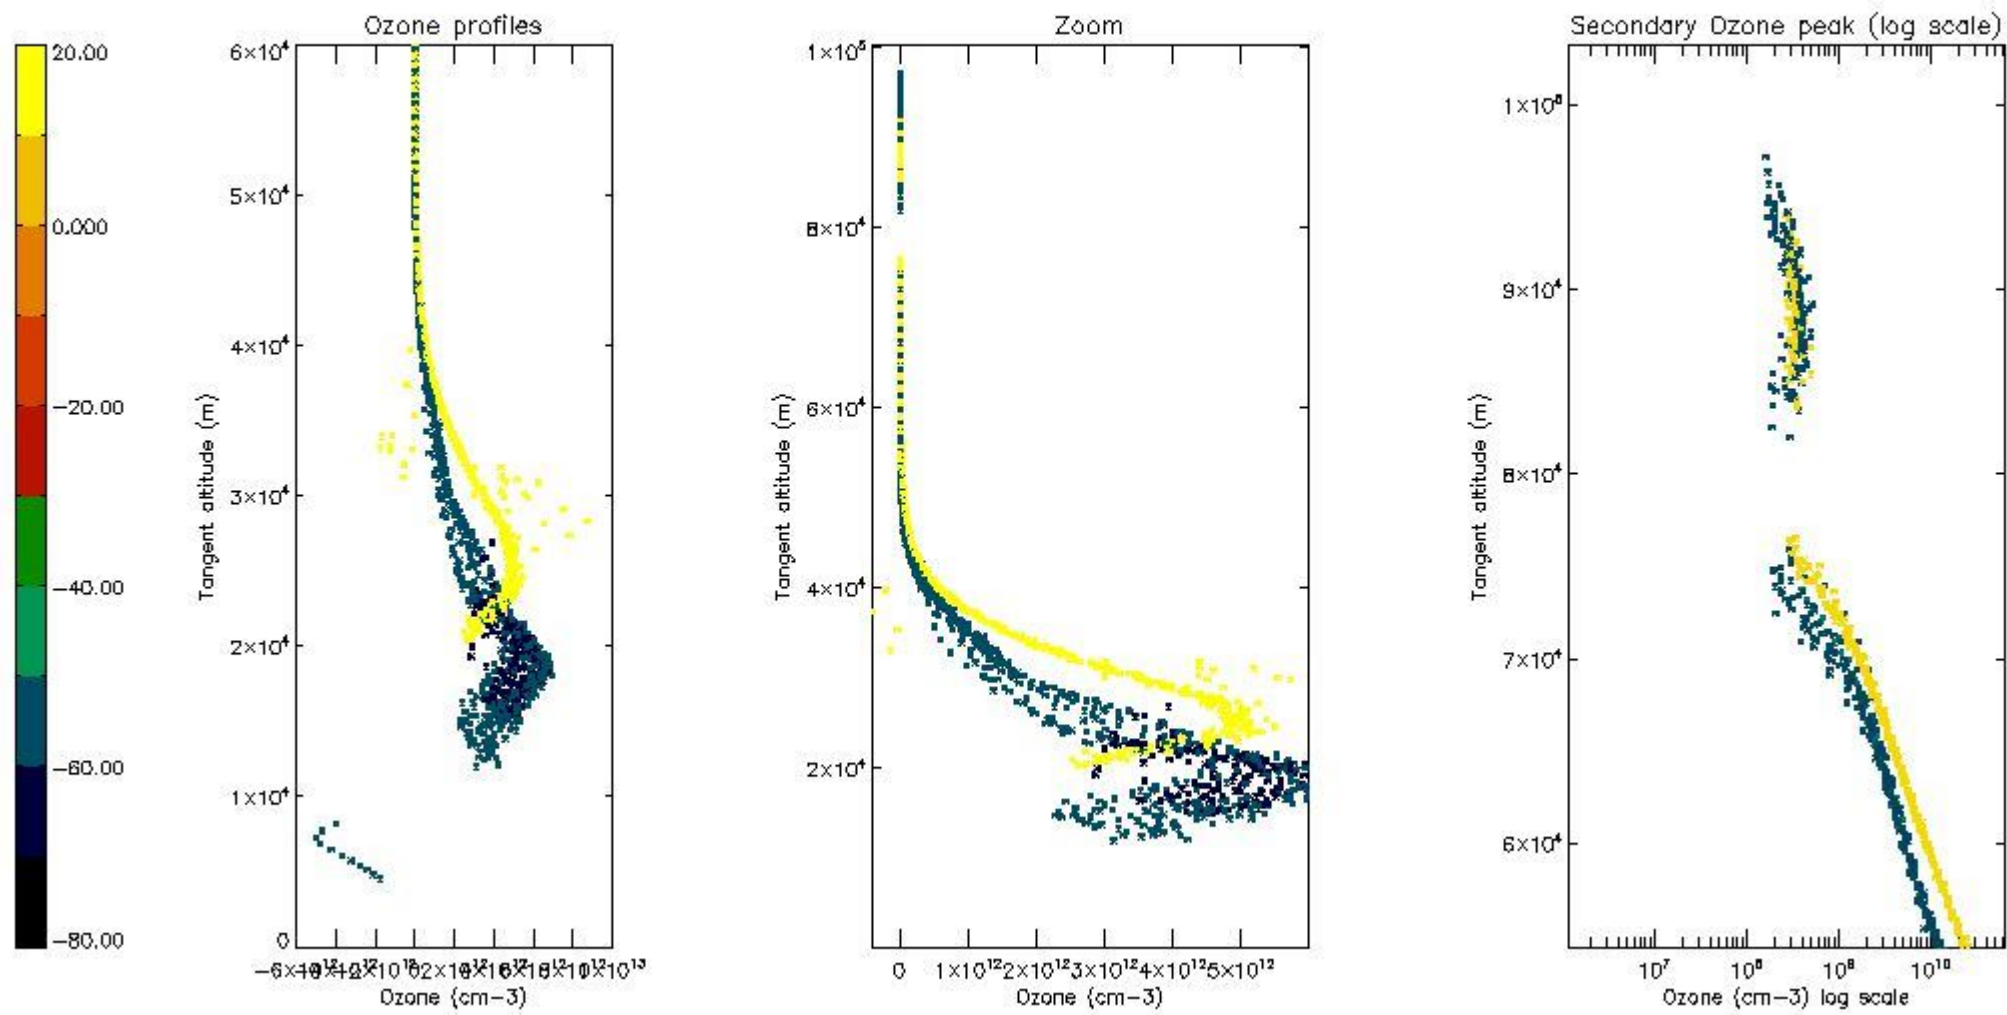 Ozone profiles
Zoom
Secondary Ozone peak (log scale)
20.00
0.000
−20.00
−40.00
−60.00
−80.00
6×10⁴
5×10⁴
4×10⁴
3×10⁴
2×10⁴
1×10⁴
0
Tangent altitude (m)
Ozone (cm−3)
1×10⁵
8×10⁴
6×10⁴
4×10⁴
2×10⁴
Tangent altitude (m)
0 1×10¹² 2×10¹² 3×10¹² 4×10¹² 5×10¹²
Ozone (cm−3)
9×10⁴
8×10⁴
7×10⁴
6×10⁴
Tangent altitude (m)
10⁷ 10⁸ 10⁹ 10¹⁰
Ozone (cm−3) log scale